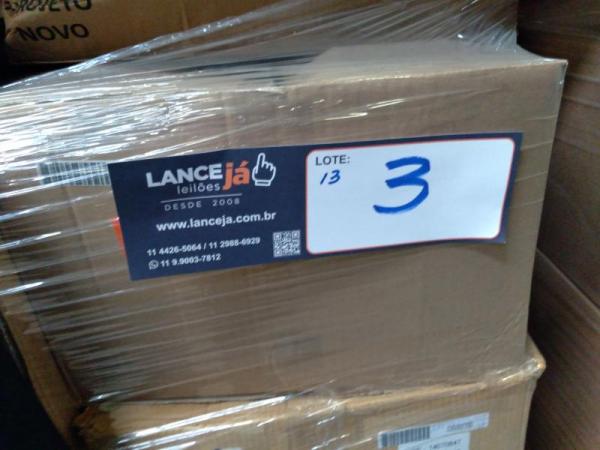 NOVO
LANCE já
leilões
DESDE 2008
www.lanceja.com.br
11 4426-5064 / 11 2988-6929
11 9.9003-7812
LOTE:
13
3